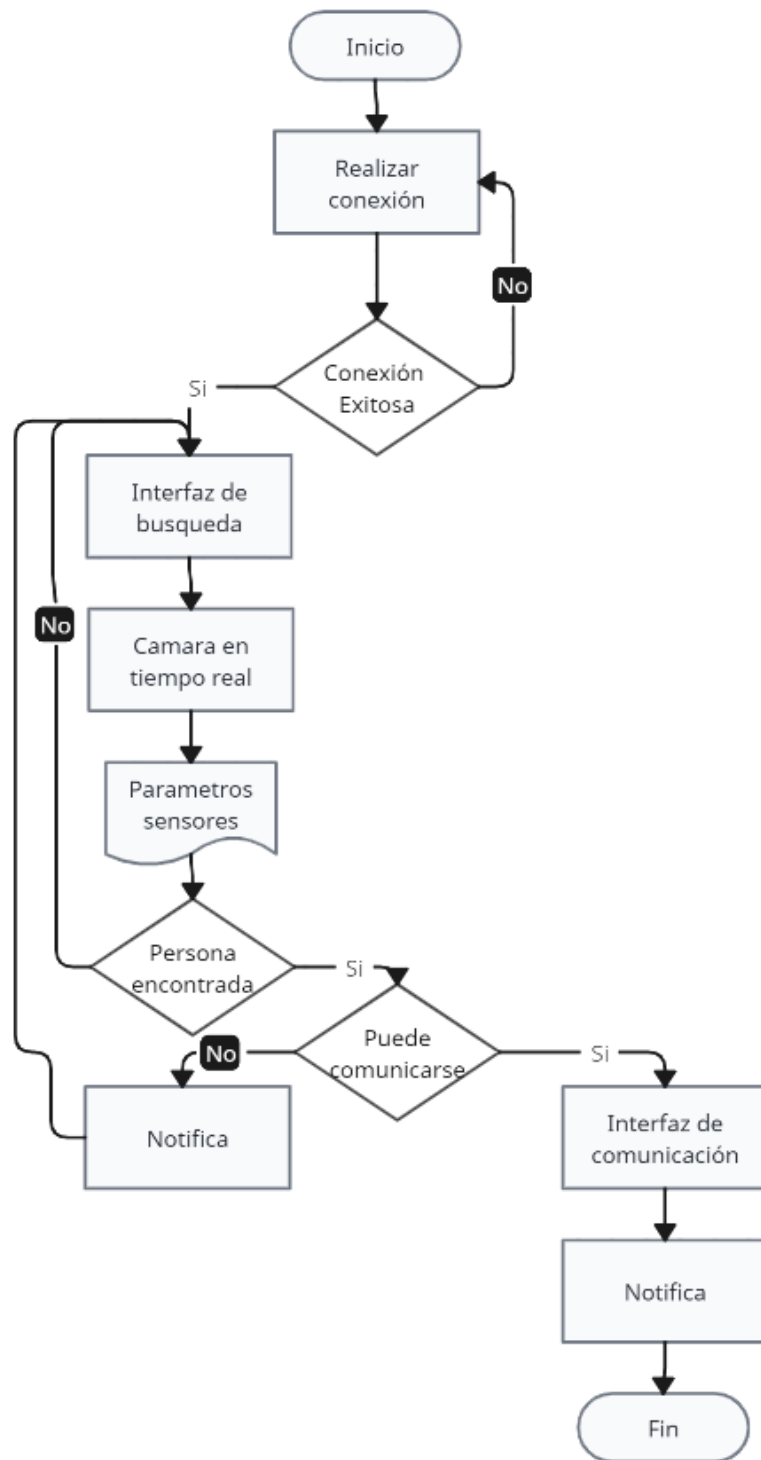 Inicio
Realizar
conexión
No
Conexión
Exitosa
Si
Interfaz de
busqueda
No
Camara en
tiempo real
Parametros
sensores
Persona
encontrada
Si
Puede
comunicarse
No
Si
Notifica
Interfaz de
comunicación
Notifica
Fin